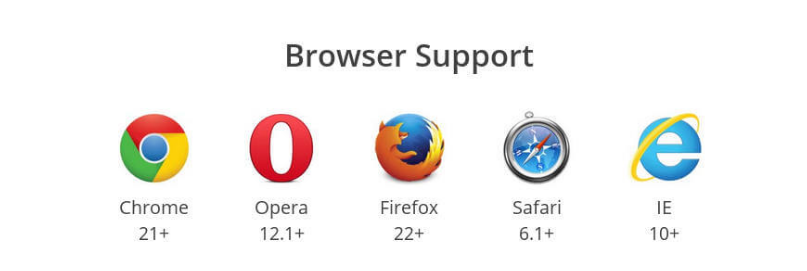 Browser Support
Chrome Opera Firefox Safari IE
21+ 12.1+ 22+ 6.1+ 10+